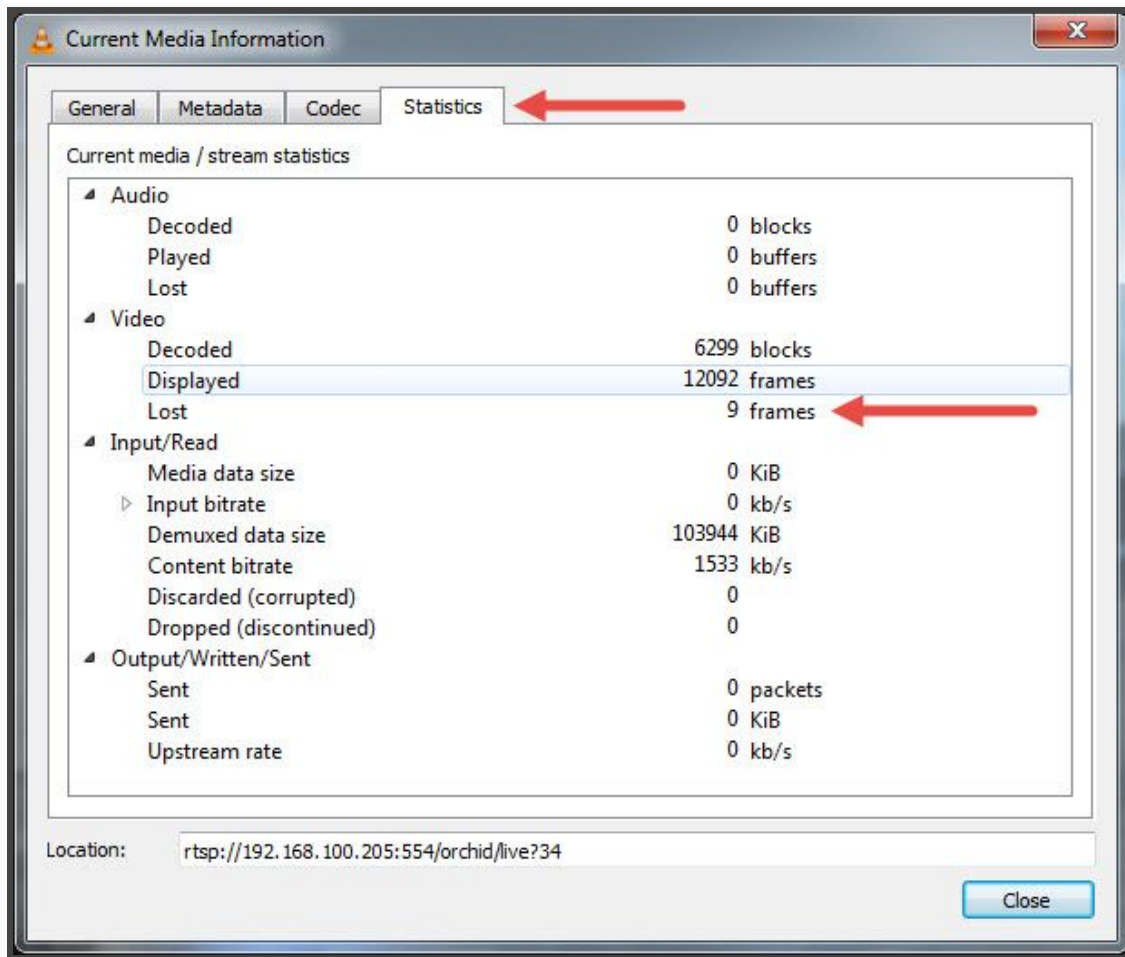 Current Media Information
General Metadata Codec Statistics
Current media / stream statistics
Audio
Decoded 0 blocks
Played 0 buffers
Lost 0 buffers
Video
Decoded 6299 blocks
Displayed 12092 frames
Lost 9 frames
Input/Read
Media data size 0 KiB
Input bitrate 0 kb/s
Demuxed data size 103944 KiB
Content bitrate 1533 kb/s
Discarded (corrupted) 0
Dropped (discontinued) 0
Output/Written/Sent
Sent 0 packets
Sent 0 KiB
Upstream rate 0 kb/s
Location: rtsp://192.168.100.205:554/orchid/live?34
Close